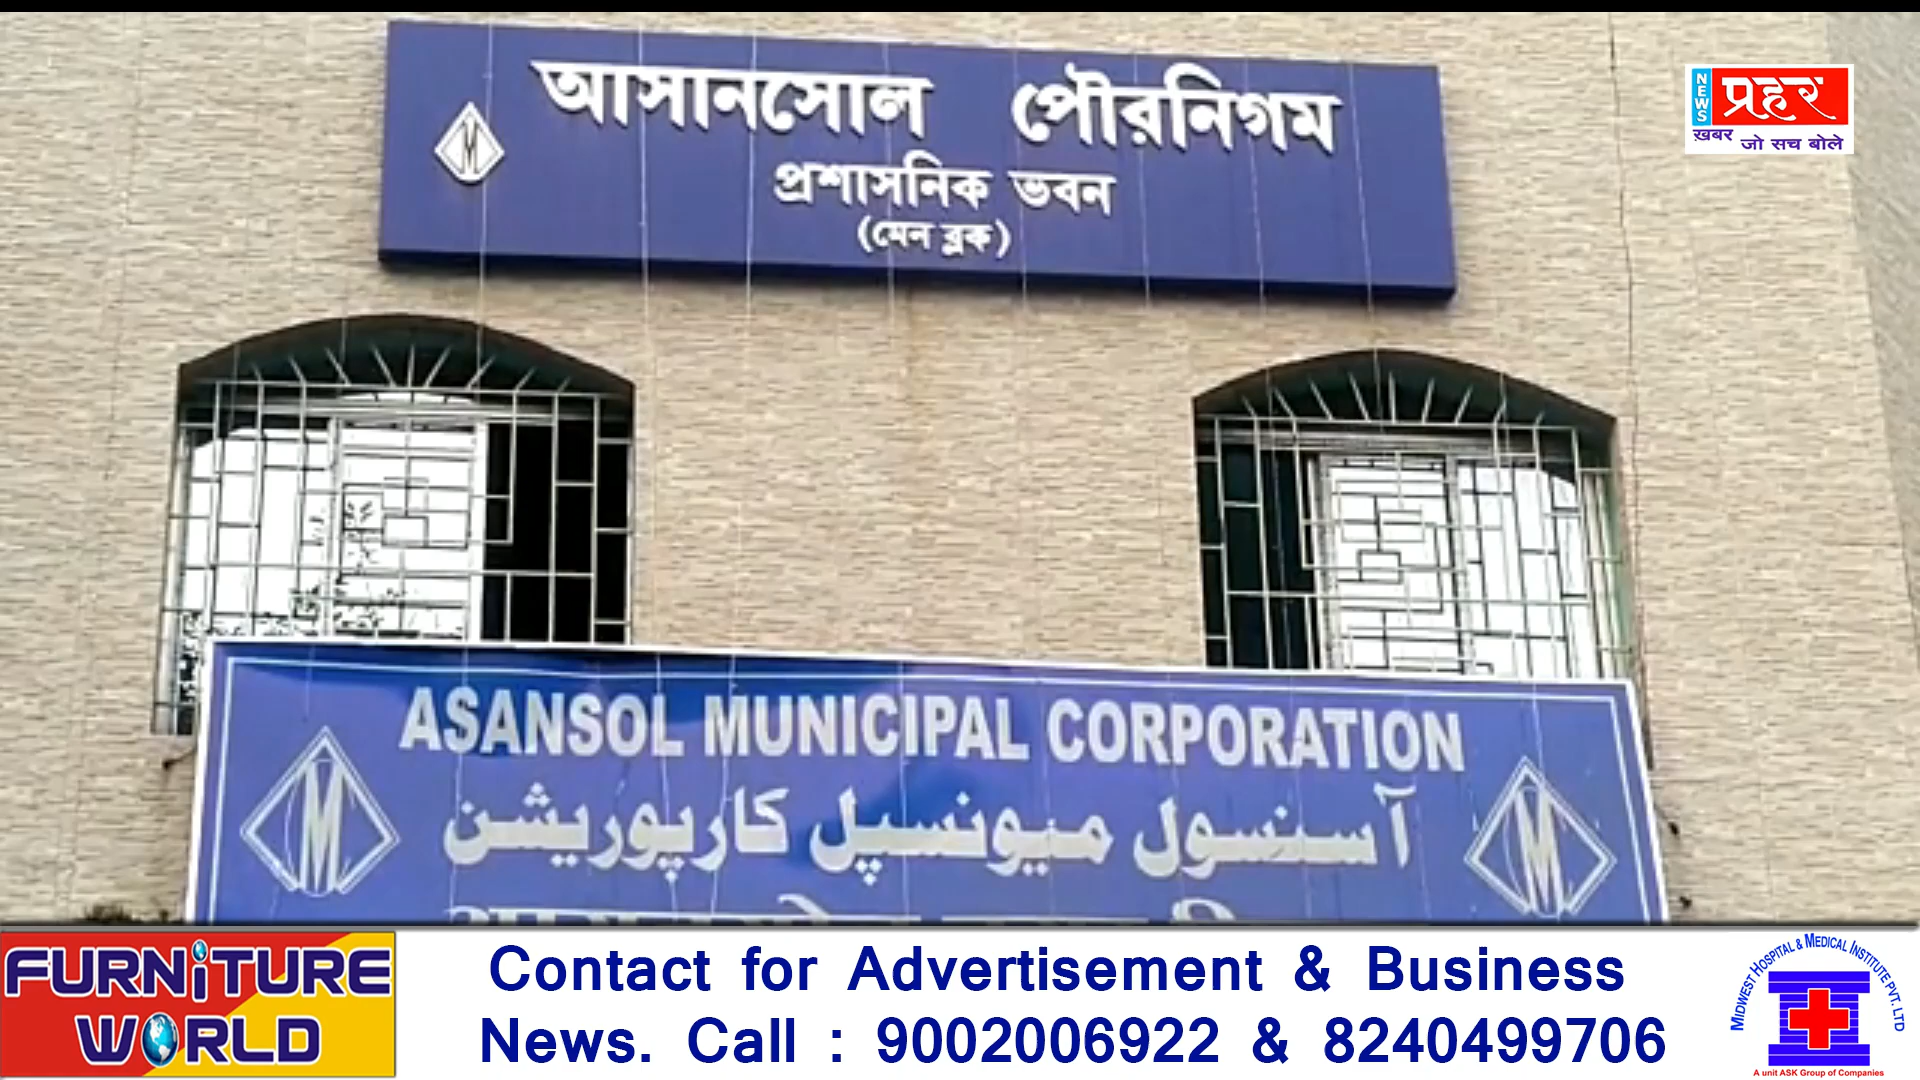 আসানসোল পৌরনিগম
প্রশাসনিক ভবন
(মেন ব্লক)
NEWS
प्रहर
ख़बर जो सच बोले
ASANSOL MUNICIPAL CORPORATION
آسنسول میونسپل کارپوریشن
FURNiTURE
WORLD
Contact for Advertisement & Business
News. Call : 9002006922 & 8240499706
MIDWEST HOSPITAL & MEDICAL INSTITUTE PVT. LTD
A unit ASK Group of Companies